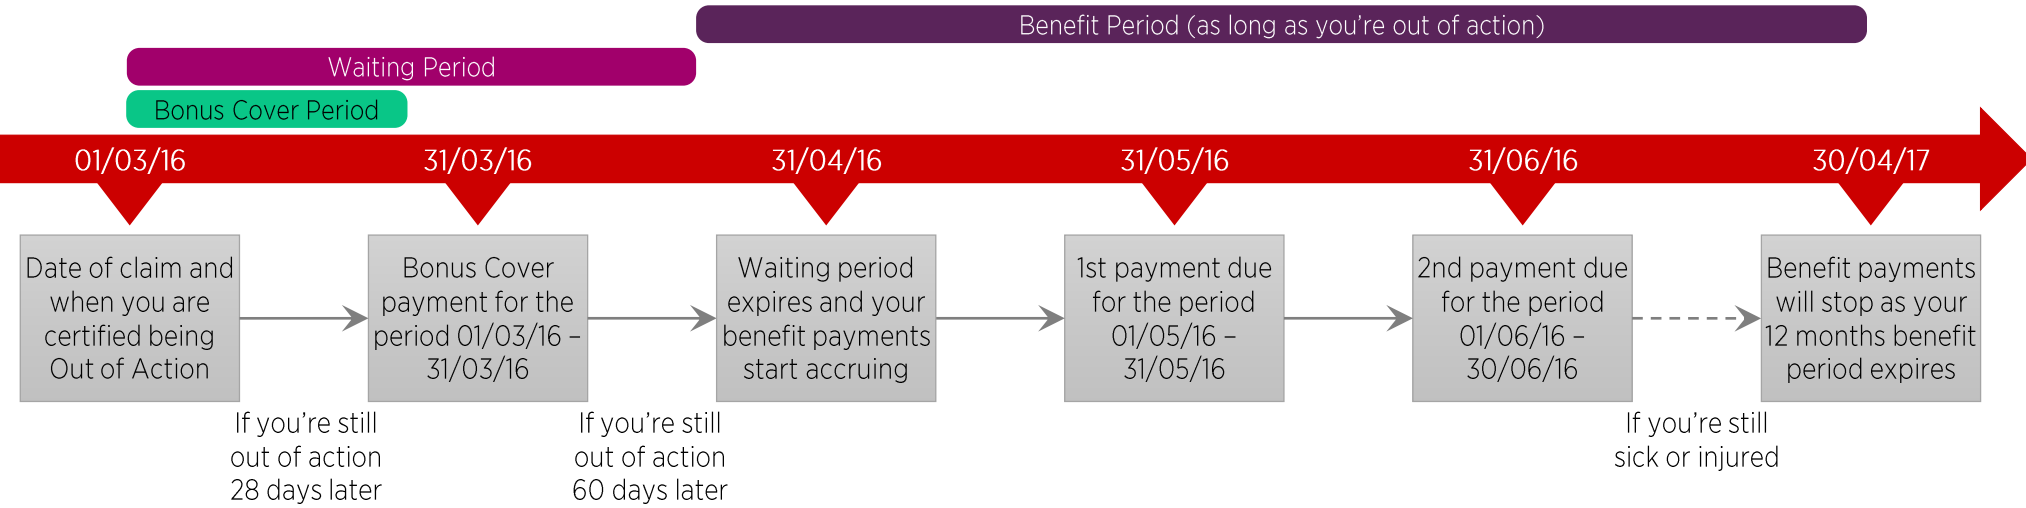 Benefit Period (as long as you're out of action)
Waiting Period
Bonus Cover Period
01/03/16
31/03/16
31/04/16
31/05/16
31/06/16
30/04/17
Date of claim and
when you are
certified being
Out of Action
Bonus Cover
payment for the
period 01/03/16 –
31/03/16
Waiting period
expires and your
benefit payments
start accruing
1st payment due
for the period
01/05/16 –
31/05/16
2nd payment due
for the period
01/06/16 –
30/06/16
Benefit payments
will stop as your
12 months benefit
period expires
If you're still
out of action
28 days later
If you're still
out of action
60 days later
If you're still
sick or injured